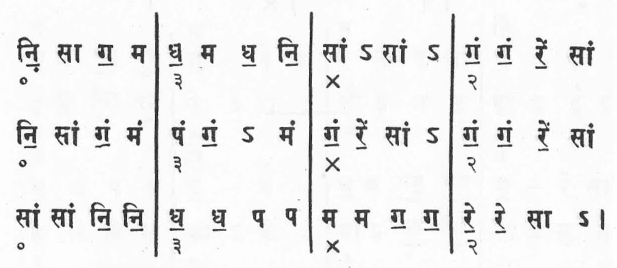 नि़॒ सा ग॒ म | ध॒ म ध॒ नि॒ | सां ऽ सां ऽ | गं॒ गं॒ रें॒ सां
० ३ × २
नि॒ सां गं॒ मं | पं गं॒ ऽ मं | गं॒ रें॒ सां ऽ | गं॒ गं॒ रें॒ सां
० ३ × २
सां सां नि॒ नि॒ | ध॒ ध॒ प प | म म ग॒ ग॒ | रे॒ रे॒ सा ऽ।
० ३ × २